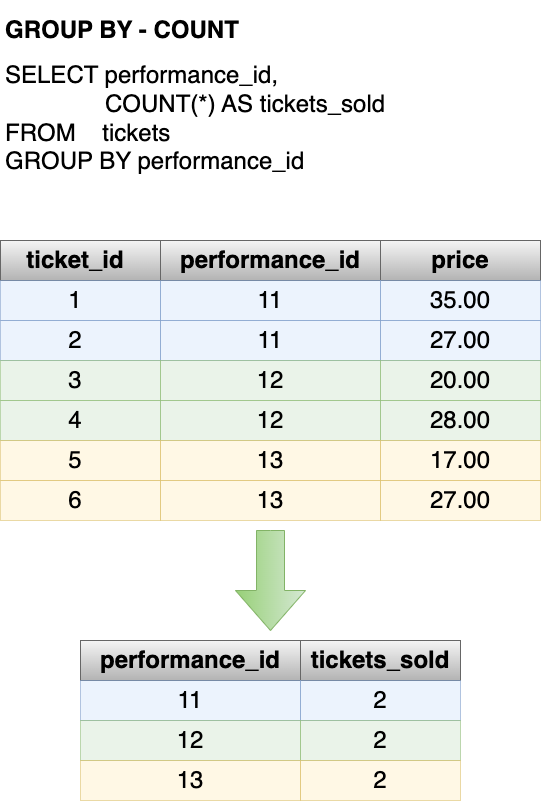 GROUP BY - COUNT
SELECT performance_id,
COUNT(*) AS tickets_sold
FROM tickets
GROUP BY performance_id
ticket_id performance_id price
1 11 35.00
2 11 27.00
3 12 20.00
4 12 28.00
5 13 17.00
6 13 27.00
performance_id tickets_sold
11 2
12 2
13 2